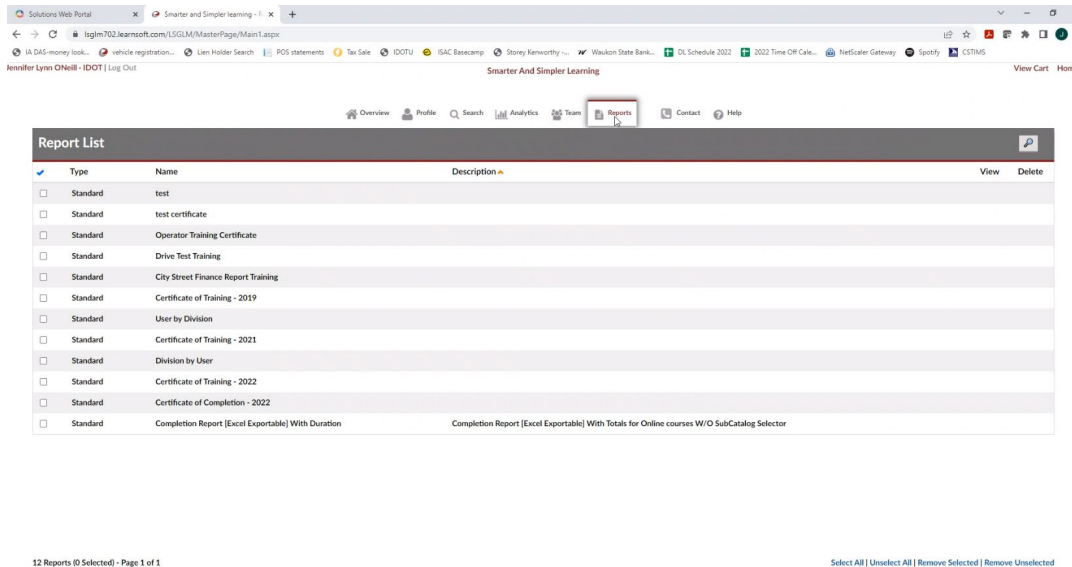 Solutions Web Portal
Smarter and Simpler learning - R
lsglm702.learnsoft.com/LSGLM/MasterPage/Main1.aspx
IA DAS-money look... vehicle registration... Lien Holder Search POS statements Tax Sale IDOTU ISAC Basecamp Storey Kenworthy -... Waukon State Bank... DL Schedule 2022 2022 Time Off Cale... NetScaler Gateway Spotify CSTIMS
Jennifer Lynn ONeill - IDOT | Log Out
Smarter And Simpler Learning
View Cart Hom
Overview Profile Search Analytics Team Reports Contact Help
Report List
Type Name Description View Delete
Standard test
Standard test certificate
Standard Operator Training Certificate
Standard Drive Test Training
Standard City Street Finance Report Training
Standard Certificate of Training - 2019
Standard User by Division
Standard Certificate of Training - 2021
Standard Division by User
Standard Certificate of Training - 2022
Standard Certificate of Completion - 2022
Standard Completion Report [Excel Exportable] With Duration Completion Report [Excel Exportable] With Totals for Online courses W/O SubCatalog Selector
12 Reports (0 Selected) - Page 1 of 1
Select All | Unselect All | Remove Selected | Remove Unselected